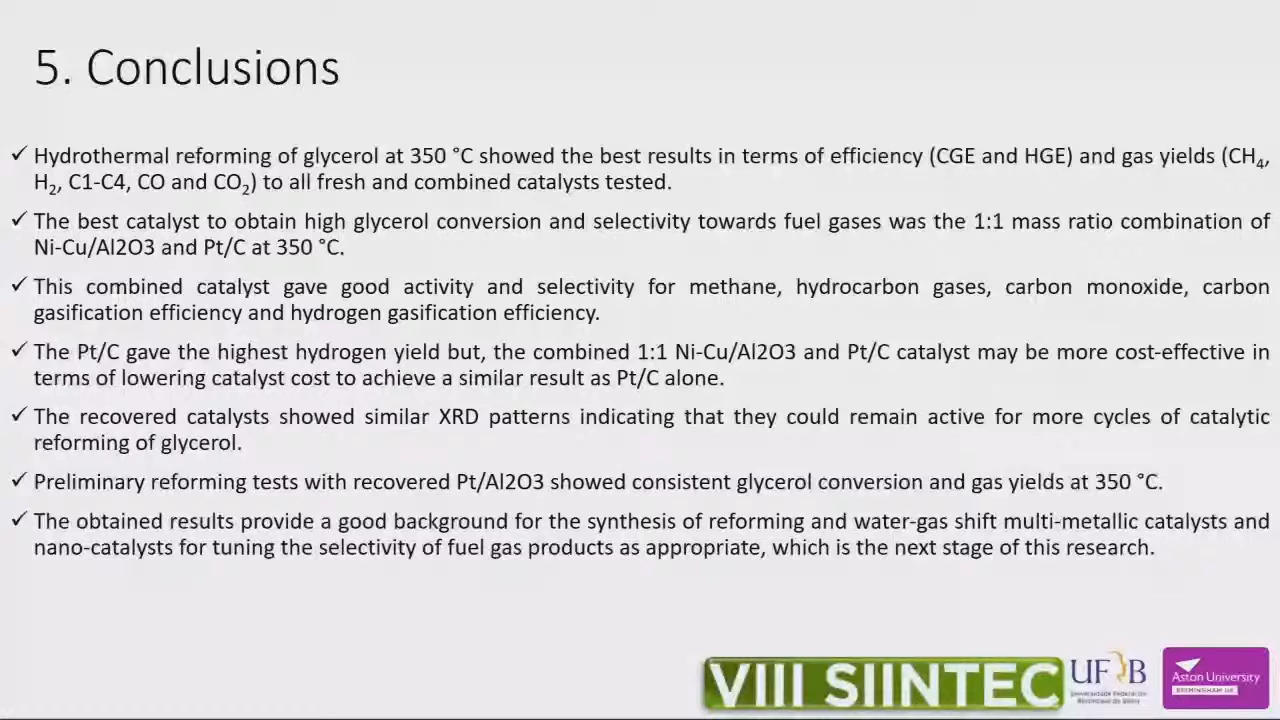 5. Conclusions
✓ Hydrothermal reforming of glycerol at 350 °C showed the best results in terms of efficiency (CGE and HGE) and gas yields (CH₄,
H₂, C1-C4, CO and CO₂) to all fresh and combined catalysts tested.
✓ The best catalyst to obtain high glycerol conversion and selectivity towards fuel gases was the 1:1 mass ratio combination of
Ni-Cu/Al2O3 and Pt/C at 350 °C.
✓ This combined catalyst gave good activity and selectivity for methane, hydrocarbon gases, carbon monoxide, carbon
gasification efficiency and hydrogen gasification efficiency.
✓ The Pt/C gave the highest hydrogen yield but, the combined 1:1 Ni-Cu/Al2O3 and Pt/C catalyst may be more cost-effective in
terms of lowering catalyst cost to achieve a similar result as Pt/C alone.
✓ The recovered catalysts showed similar XRD patterns indicating that they could remain active for more cycles of catalytic
reforming of glycerol.
✓ Preliminary reforming tests with recovered Pt/Al2O3 showed consistent glycerol conversion and gas yields at 350 °C.
✓ The obtained results provide a good background for the synthesis of reforming and water-gas shift multi-metallic catalysts and
nano-catalysts for tuning the selectivity of fuel gas products as appropriate, which is the next stage of this research.
VIII SIINTEC
UFRB
Universidade Federal do
Recôncavo da Bahia
Aston University
BIRMINGHAM UK